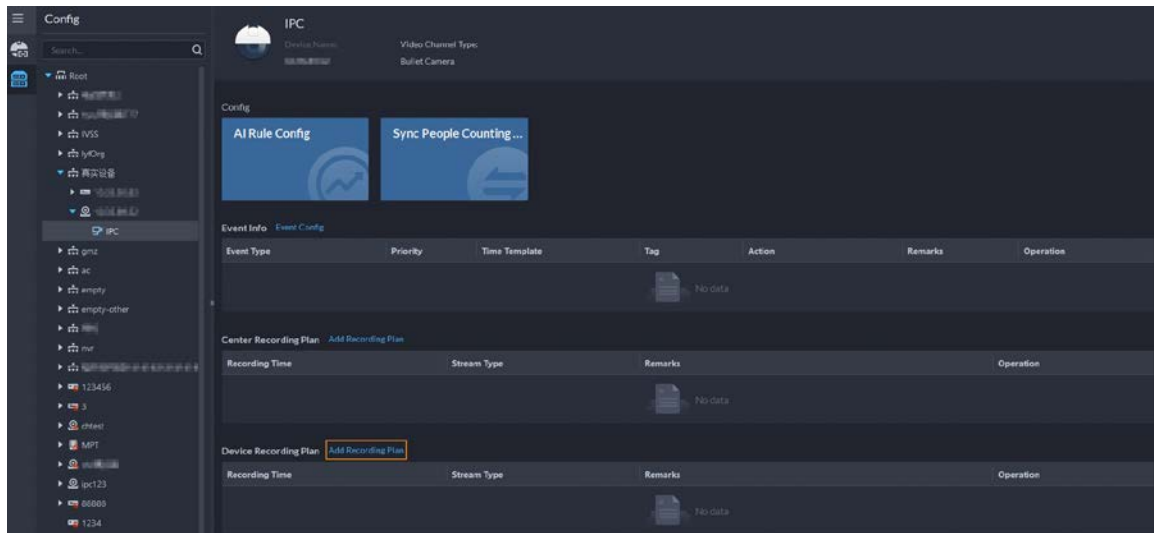 Config
Search...
Root
IVSS
lyfOrg
真实设备
IPC
gmz
ac
empty
empty-other
nvr
123456
3
chtest
MPT
ipc123
88888
1234
IPC
Device Name:
Video Channel Type:
Bullet Camera
Config
AI Rule Config
Sync People Counting ...
Event Info Event Config
Event Type Priority Time Template Tag Action Remarks Operation
No data
Center Recording Plan Add Recording Plan
Recording Time Stream Type Remarks Operation
No data
Device Recording Plan Add Recording Plan
Recording Time Stream Type Remarks Operation
No data